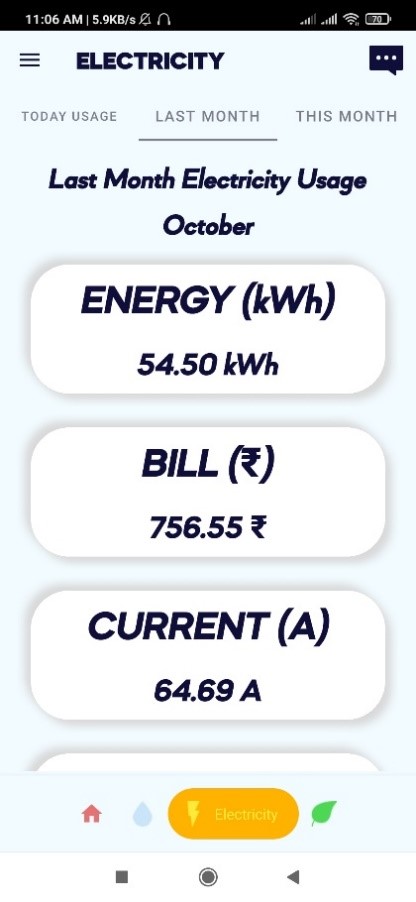 11:06 AM | 5.9KB/s
70
ELECTRICITY
TODAY USAGE LAST MONTH THIS MONTH
Last Month Electricity Usage
October
ENERGY (kWh)
54.50 kWh
BILL (₹)
756.55 ₹
CURRENT (A)
64.69 A
Electricity